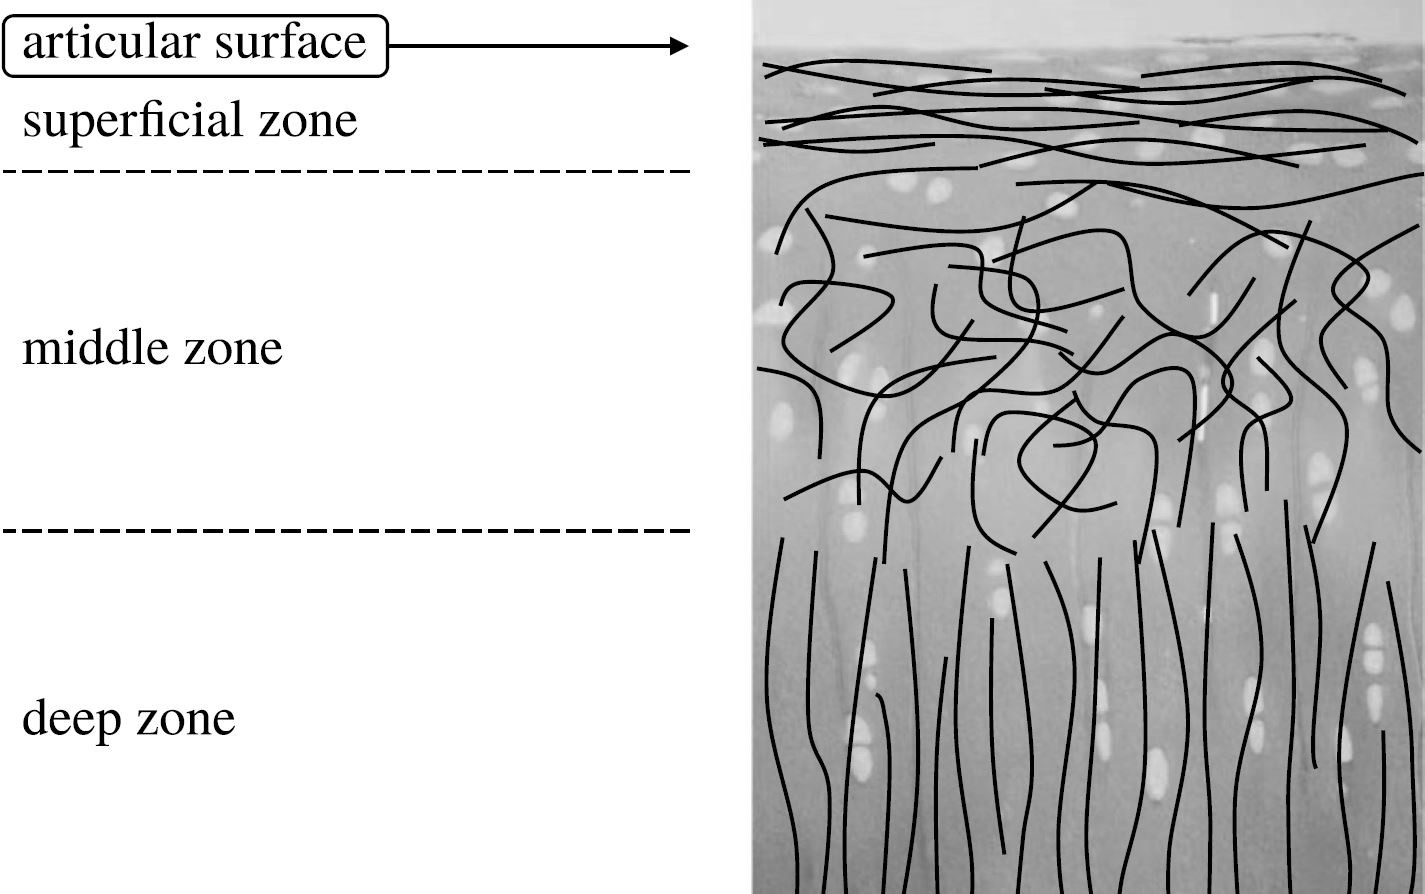 articular surface
superficial zone
middle zone
deep zone